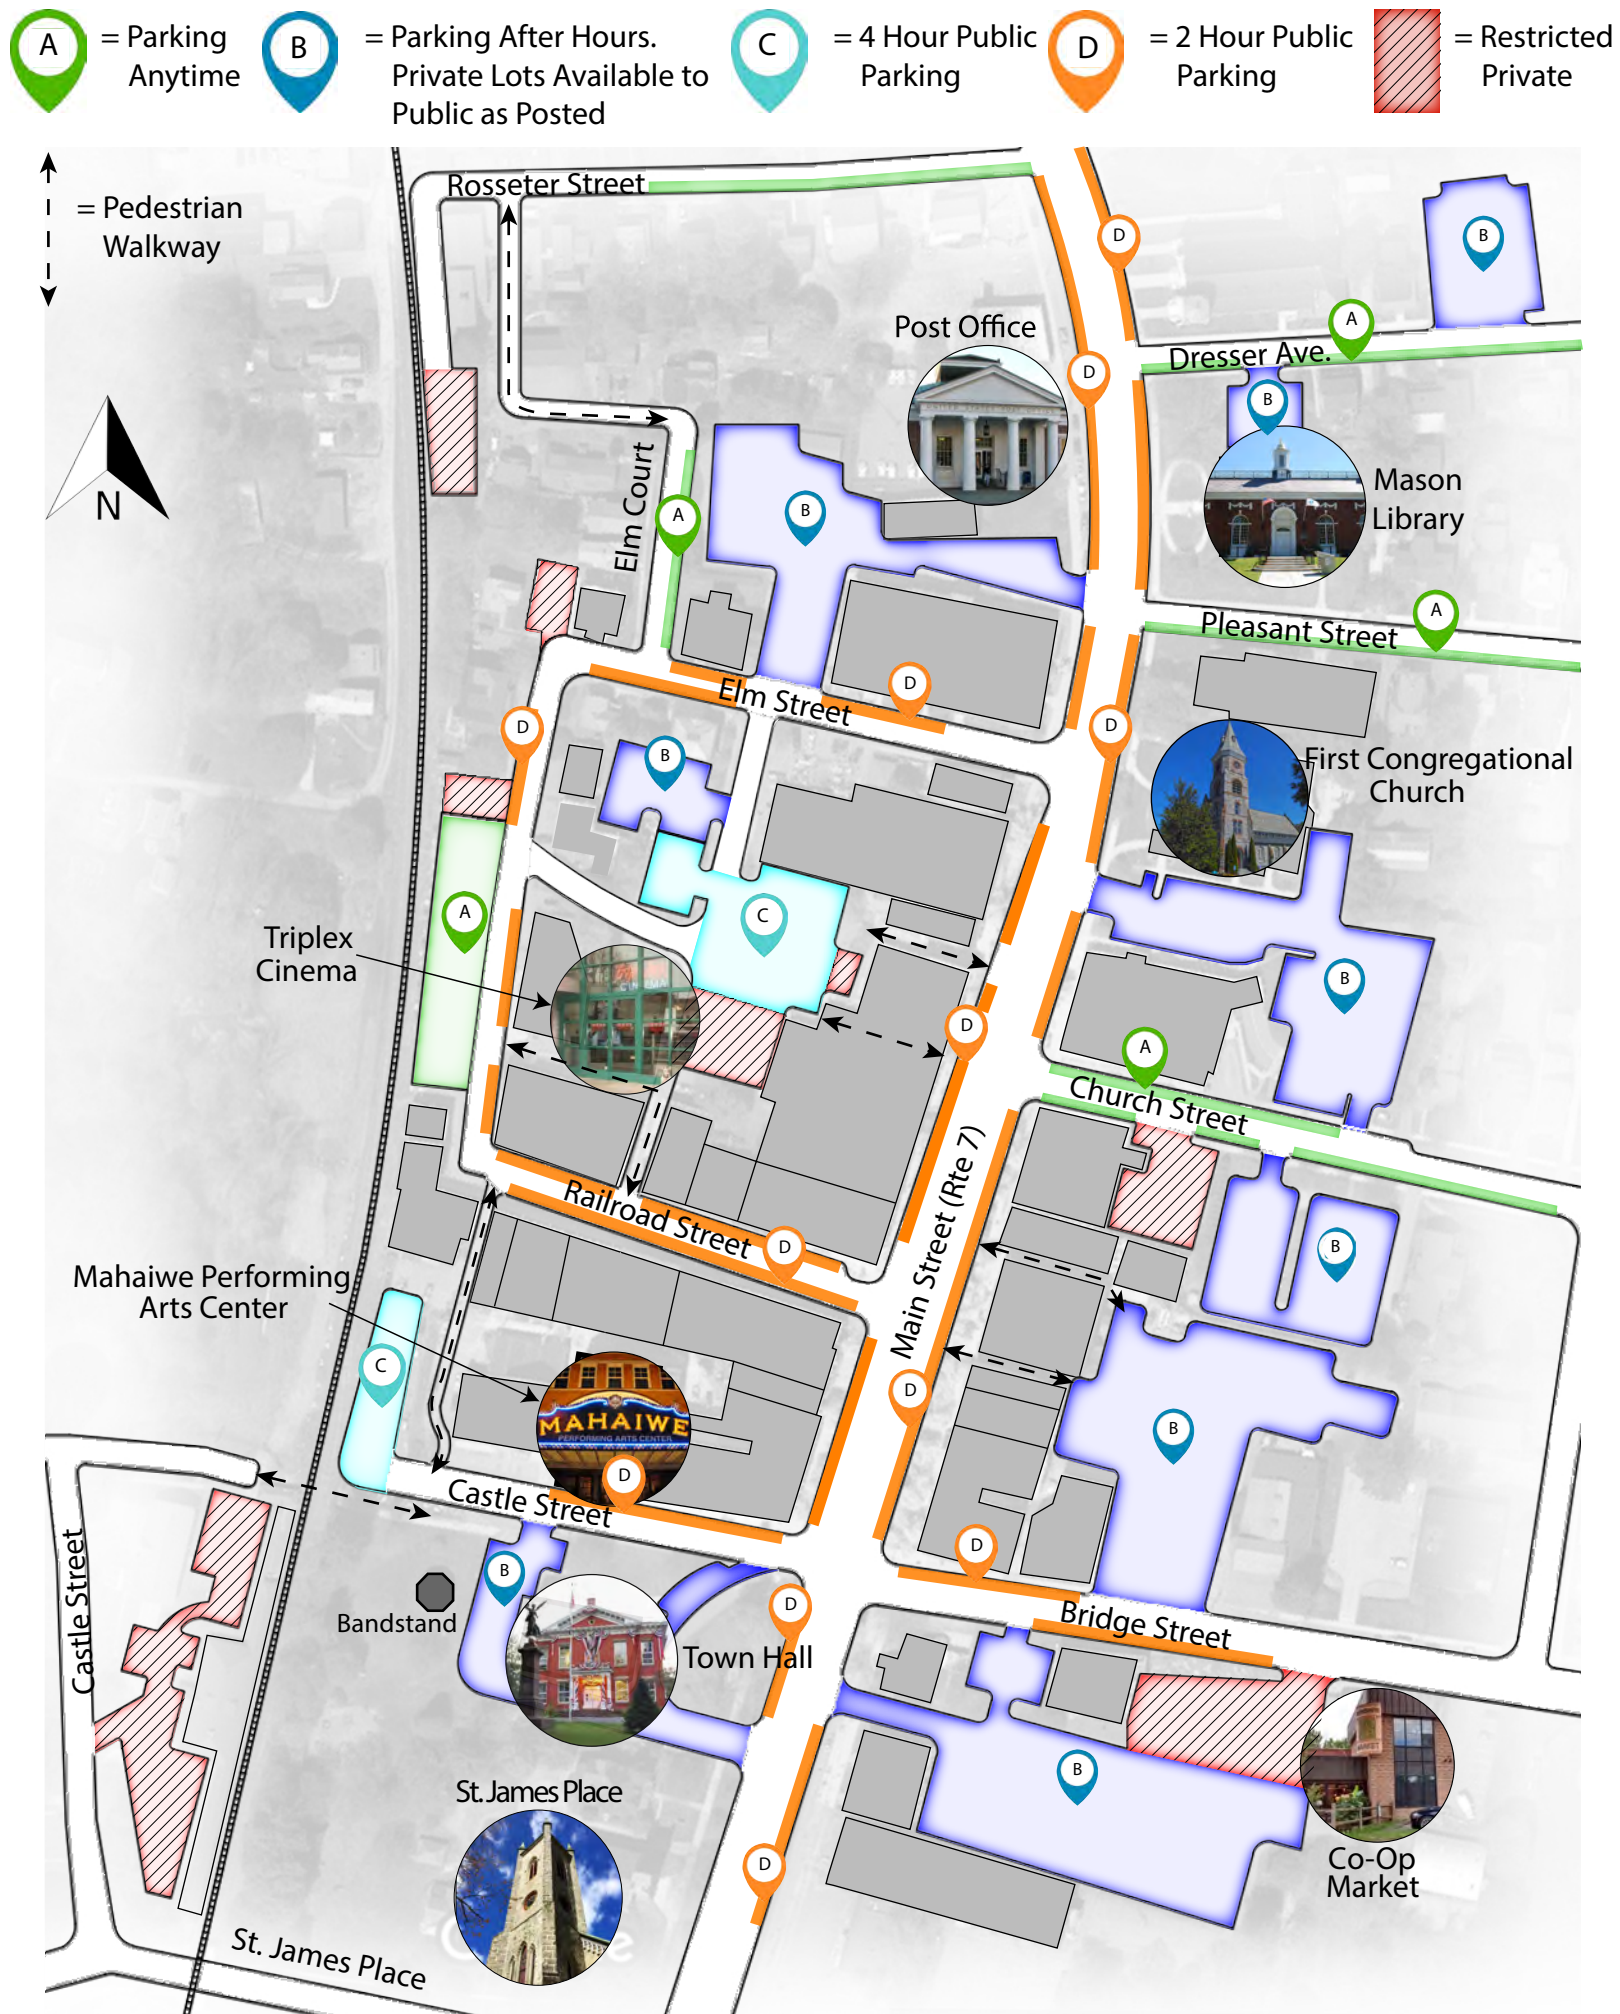 A = Parking
Anytime
B = Parking After Hours.
Private Lots Available to
Public as Posted
C = 4 Hour Public
Parking
D = 2 Hour Public
Parking
= Restricted
Private
= Pedestrian
Walkway
Rosseter Street
D
B
A
Post Office
D
Dresser Ave.
B
N
Mason
Library
Elm Court
A
B
A
Pleasant Street
D
Elm Street
D
D
B
First Congregational
Church
A
C
Triplex
Cinema
B
D
A
Church Street
Main Street (Rte 7)
Railroad Street
D
B
Mahaiwe Performing
Arts Center
C
D
MAHAIWE
PERFORMING ARTS CENTER
B
D
Castle Street
Castle Street
D
B
Bandstand
D
Bridge Street
Town Hall
B
St. James Place
D
Co-Op
Market
St. James Place